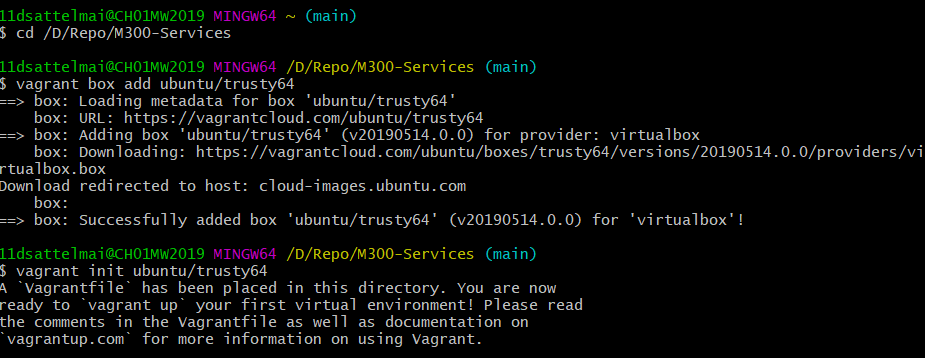 11dsattelmai@CH01MW2019 MINGW64 ~ (main)
$ cd /D/Repo/M300-Services
11dsattelmai@CH01MW2019 MINGW64 /D/Repo/M300-Services (main)
$ vagrant box add ubuntu/trusty64
==> box: Loading metadata for box 'ubuntu/trusty64'
    box: URL: https://vagrantcloud.com/ubuntu/trusty64
==> box: Adding box 'ubuntu/trusty64' (v20190514.0.0) for provider: virtualbox
    box: Downloading: https://vagrantcloud.com/ubuntu/boxes/trusty64/versions/20190514.0.0/providers/vi
rtualbox.box
Download redirected to host: cloud-images.ubuntu.com
    box:
==> box: Successfully added box 'ubuntu/trusty64' (v20190514.0.0) for 'virtualbox'!
11dsattelmai@CH01MW2019 MINGW64 /D/Repo/M300-Services (main)
$ vagrant init ubuntu/trusty64
A `Vagrantfile` has been placed in this directory. You are now
ready to `vagrant up` your first virtual environment! Please read
the comments in the Vagrantfile as well as documentation on
`vagrantup.com` for more information on using Vagrant.